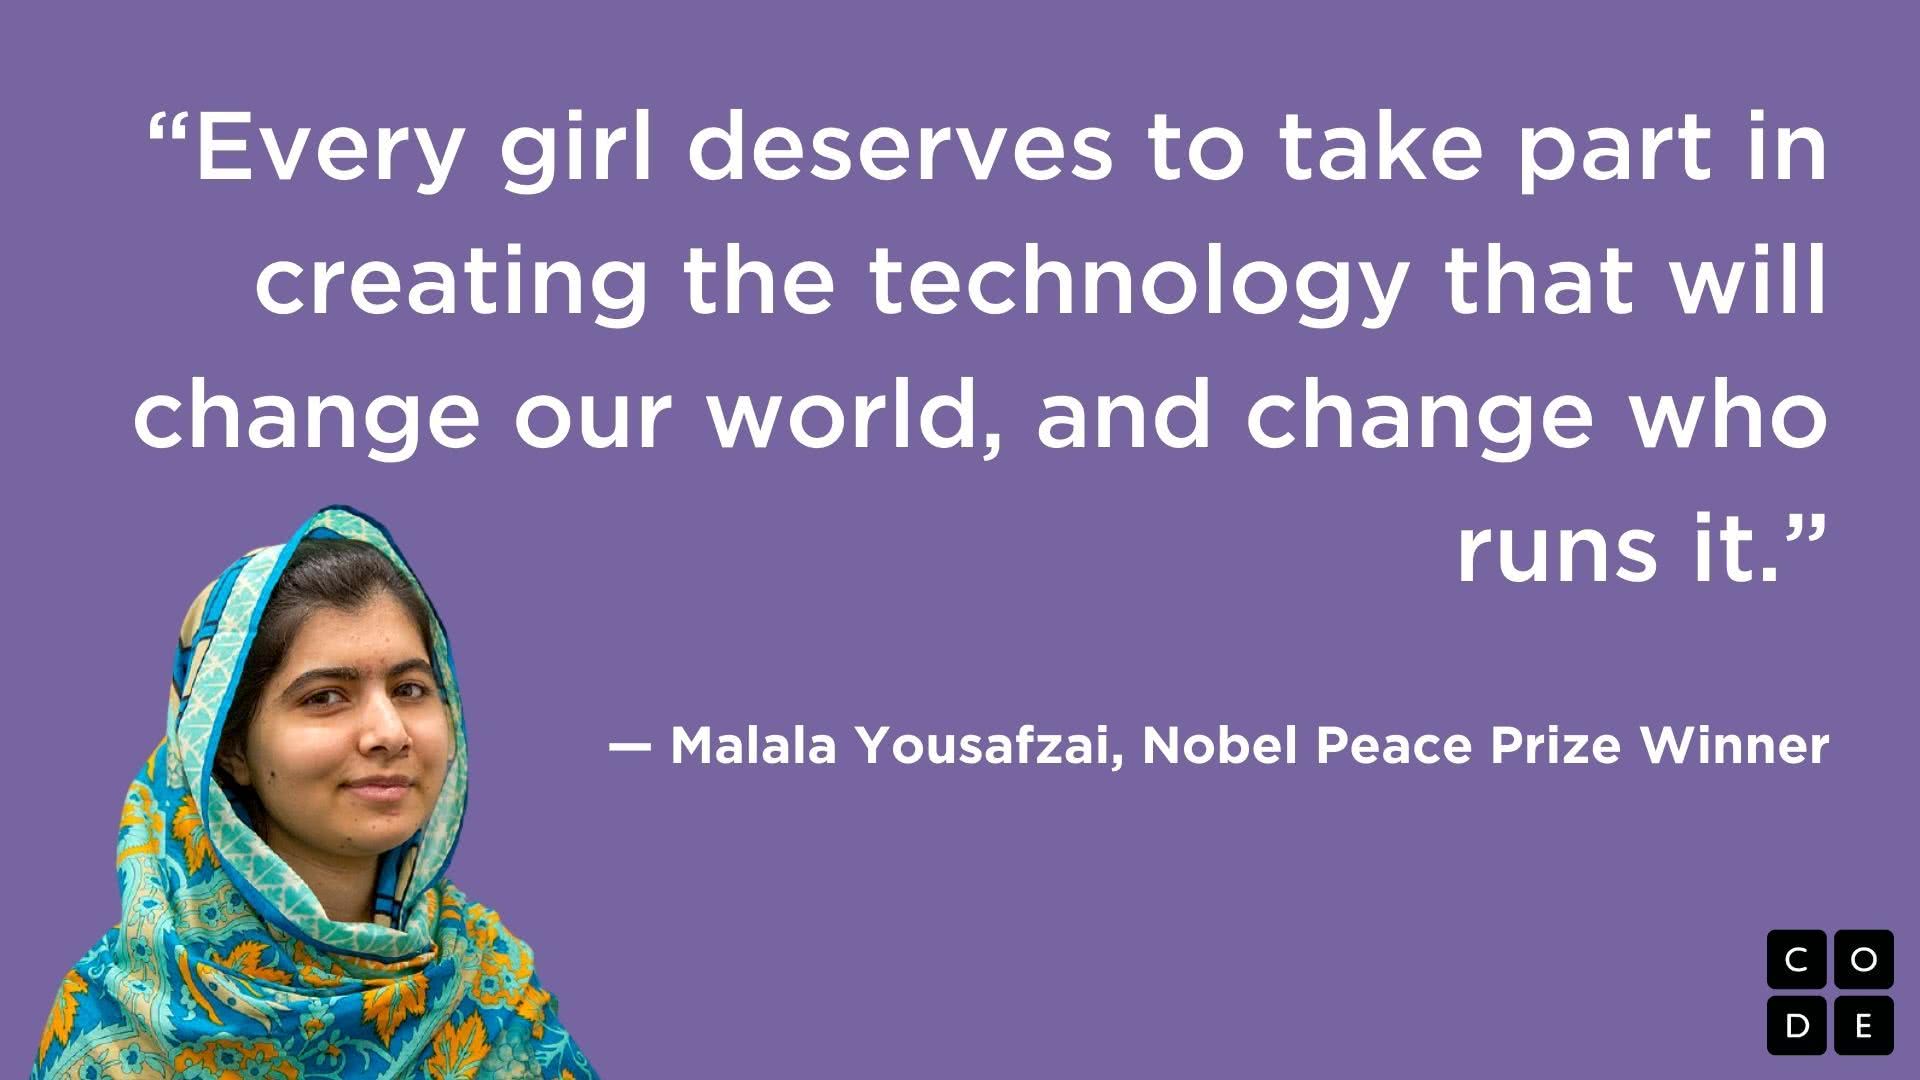 “Every girl deserves to take part in
creating the technology that will
change our world, and change who
runs it.”
— Malala Yousafzai, Nobel Peace Prize Winner
C O
D E